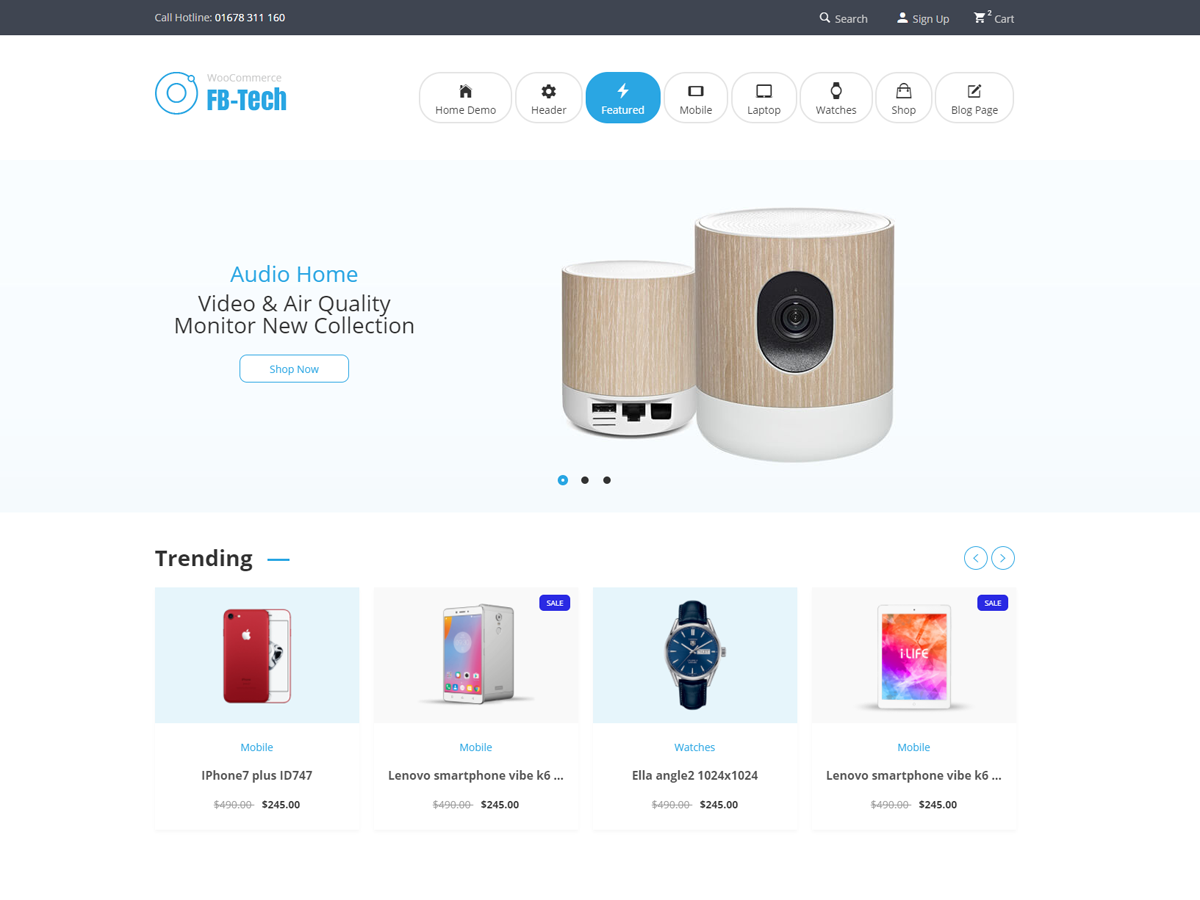 Call Hotline: 01678 311 160
Search
Sign Up
2
Cart
WooCommerce
FB-Tech
Home Demo
Header
Featured
Mobile
Laptop
Watches
Shop
Blog Page
Audio Home
Video & Air Quality
Monitor New Collection
Shop Now
Trending
SALE
SALE
i·LIFE
Mobile
Mobile
Watches
Mobile
IPhone7 plus ID747
Lenovo smartphone vibe k6 ...
Ella angle2 1024x1024
Lenovo smartphone vibe k6 ...
$490.00 $245.00
$490.00 $245.00
$490.00 $245.00
$490.00 $245.00